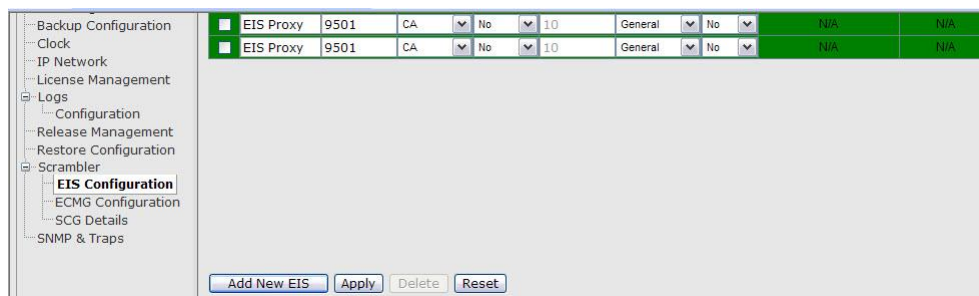 Backup Configuration
Clock
IP Network
License Management
Logs
Configuration
Release Management
Restore Configuration
Scrambler
EIS Configuration
ECMG Configuration
SCG Details
SNMP & Traps
EIS Proxy 9501 CA No 10 General No N/A N/A
EIS Proxy 9501 CA No 10 General No N/A N/A
Add New EIS Apply Delete Reset